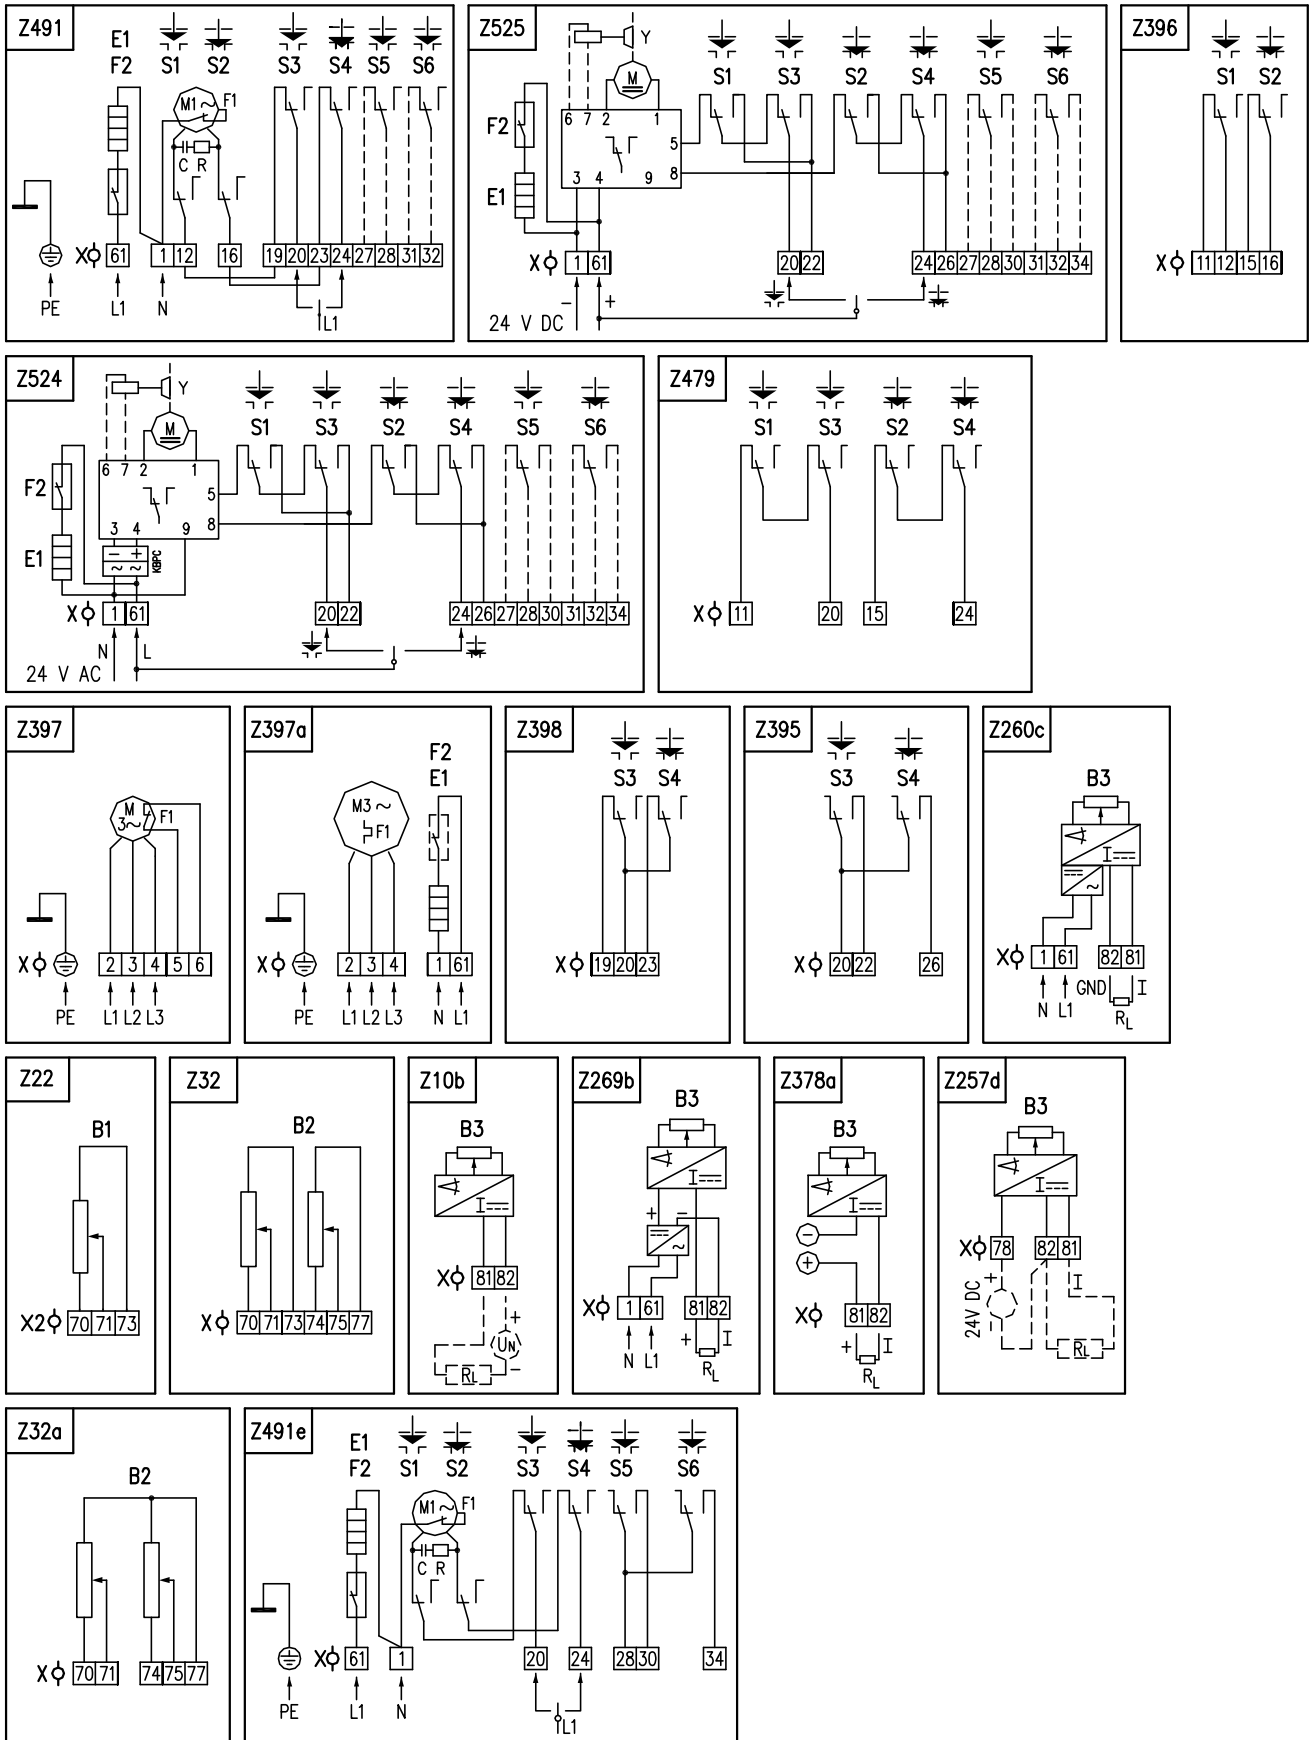 Z491
E1 F2 S1 S2 S3 S4 S5 S6
M1 ~ F1
C R
X 61 1 12 16 19 20 23 24 27 28 31 32
PE L1 N L1
Z525
Y
M
S1 S3 S2 S4 S5 S6
F2
E1
6 7 2 1
5
8
3 4 9
X 1 61 20 22 24 26 27 28 30 31 32 34
− +
24 V DC
Z396
S1 S2
X 11 12 15 16
Z524
Y
M
S1 S3 S2 S4 S5 S6
F2
E1
6 7 2 1
5
8
3 4 9
− +
~ ~
KBPC
X 1 61 20 22 24 26 27 28 30 31 32 34
N L
24 V AC
Z479
S1 S3 S2 S4
X 11 20 15 24
Z397
M
3~ F1
X 2 3 4 5 6
PE L1 L2 L3
Z397a
F2
E1
M3 ~
F1
X 2 3 4 1 61
PE L1 L2 L3 N L1
Z398
S3 S4
X 19 20 23
Z395
S3 S4
X 20 22 26
Z260c
B3
I
~
X 1 61 82 81
GND I
N L1 RL
Z22
B1
X2 70 71 73
Z32
B2
X 70 71 73 74 75 77
Z10b
B3
I
X 81 82
+
UN
−
RL
Z269b
B3
I
+ −
~
X 1 61 81 82
+ I
N L1 RL
Z378a
B3
I
−
+
X 81 82
+ I
RL
Z257d
B3
I
X 78 82 81
+ I
24V DC
−
RL
Z32a
B2
X 70 71 74 75 77
Z491e
E1 F2 S1 S2 S3 S4 S5 S6
M1 ~ F1
C R
X 61 1 20 24 28 30 34
PE L1 N L1